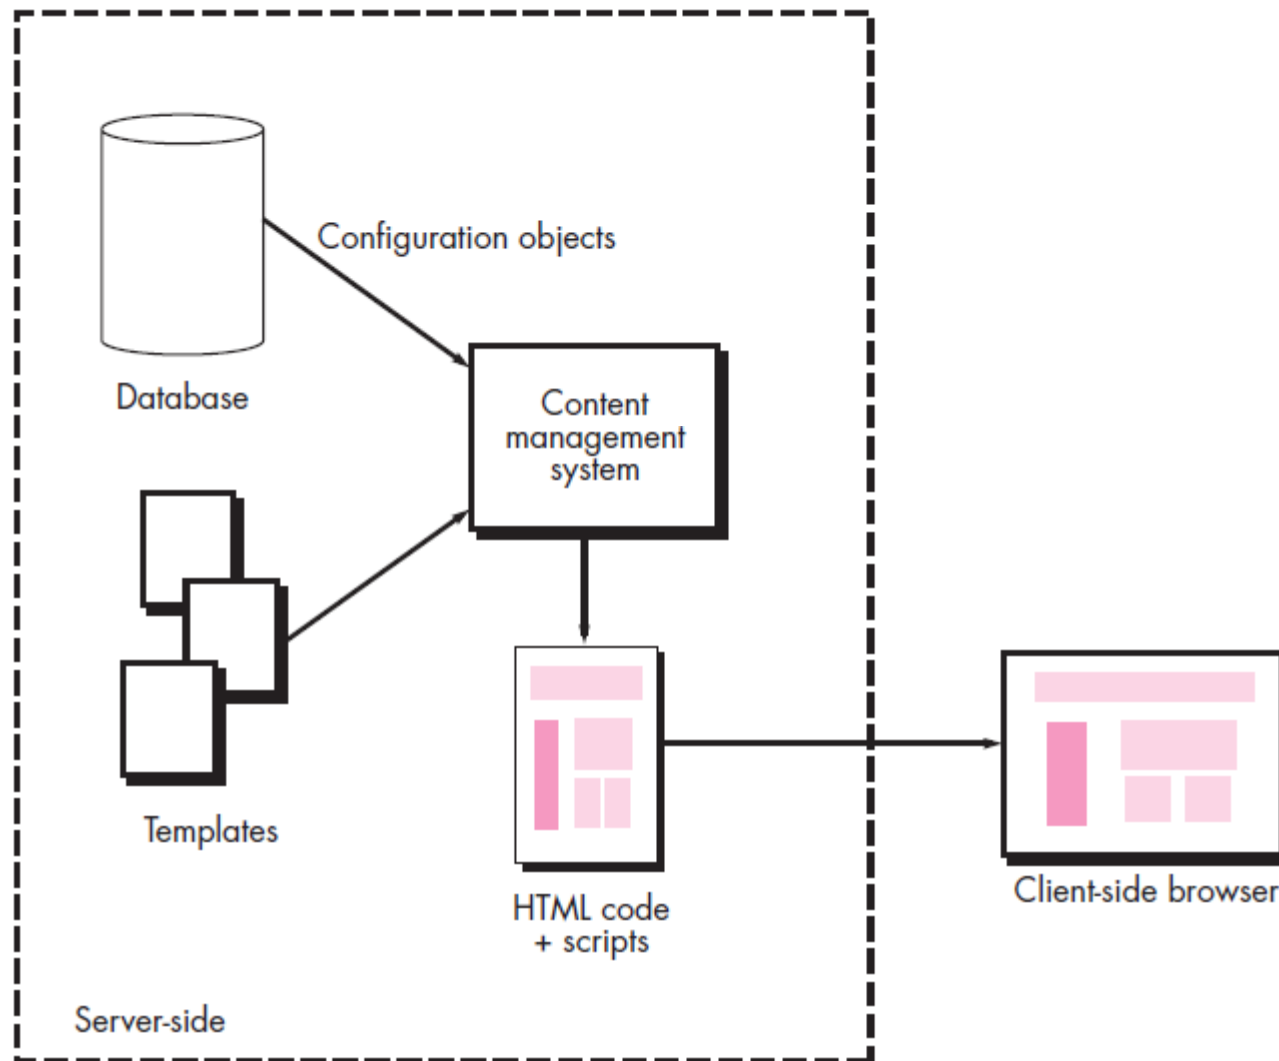 Configuration objects
Database
Content
management
system
Templates
HTML code
+ scripts
Client-side browser
Server-side